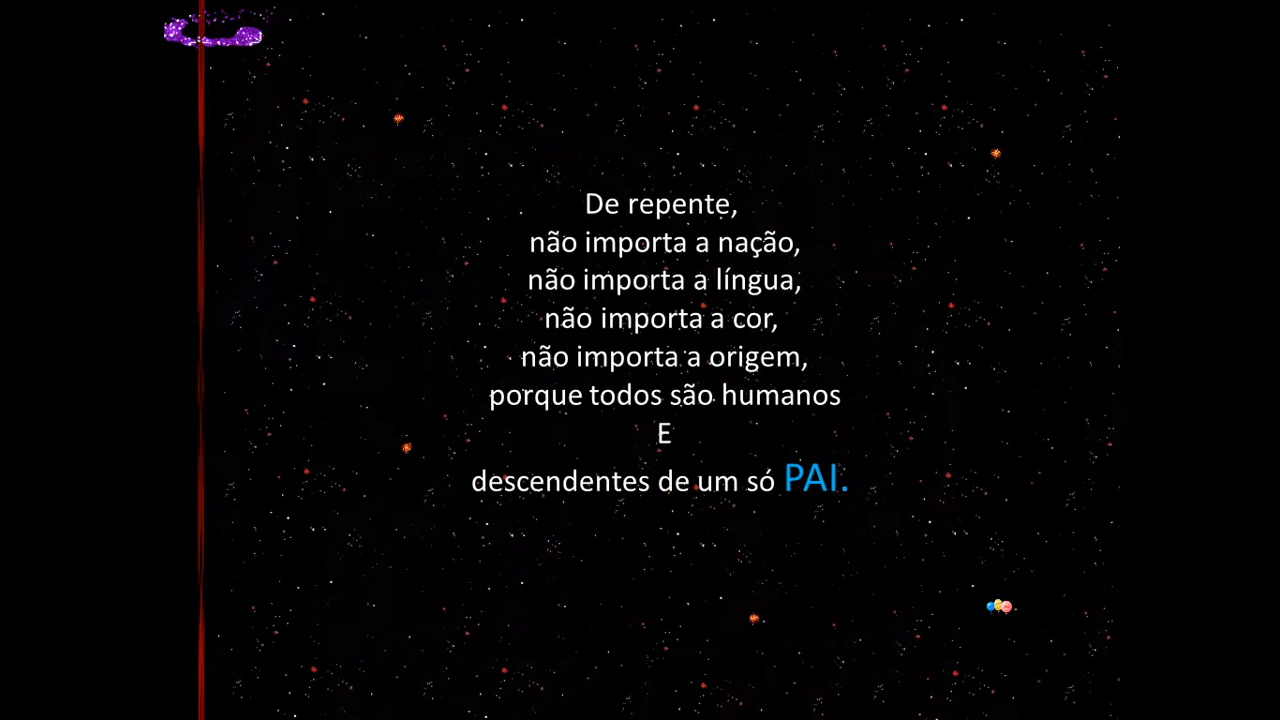 De repente,
não importa a nação,
não importa a língua,
não importa a cor,
não importa a origem,
porque todos são humanos
E
descendentes de um só PAI.